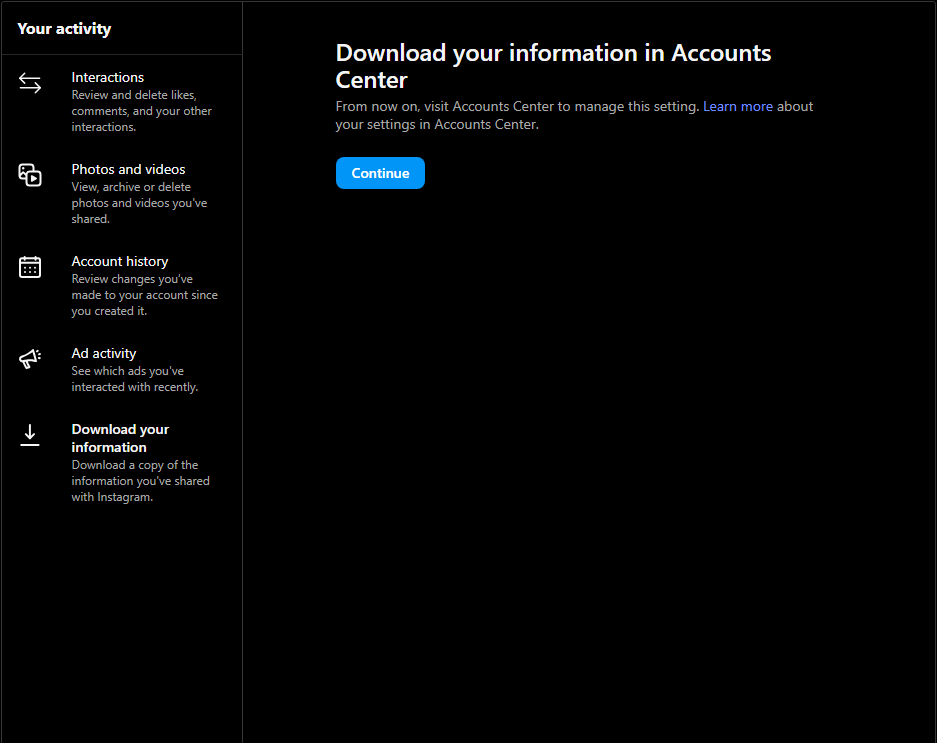 Your activity
Interactions
Review and delete likes,
comments, and your other
interactions.
Photos and videos
View, archive or delete
photos and videos you've
shared.
Account history
Review changes you've
made to your account since
you created it.
Ad activity
See which ads you've
interacted with recently.
Download your
information
Download a copy of the
information you've shared
with Instagram.
Download your information in Accounts
Center
From now on, visit Accounts Center to manage this setting. Learn more about
your settings in Accounts Center.
Continue